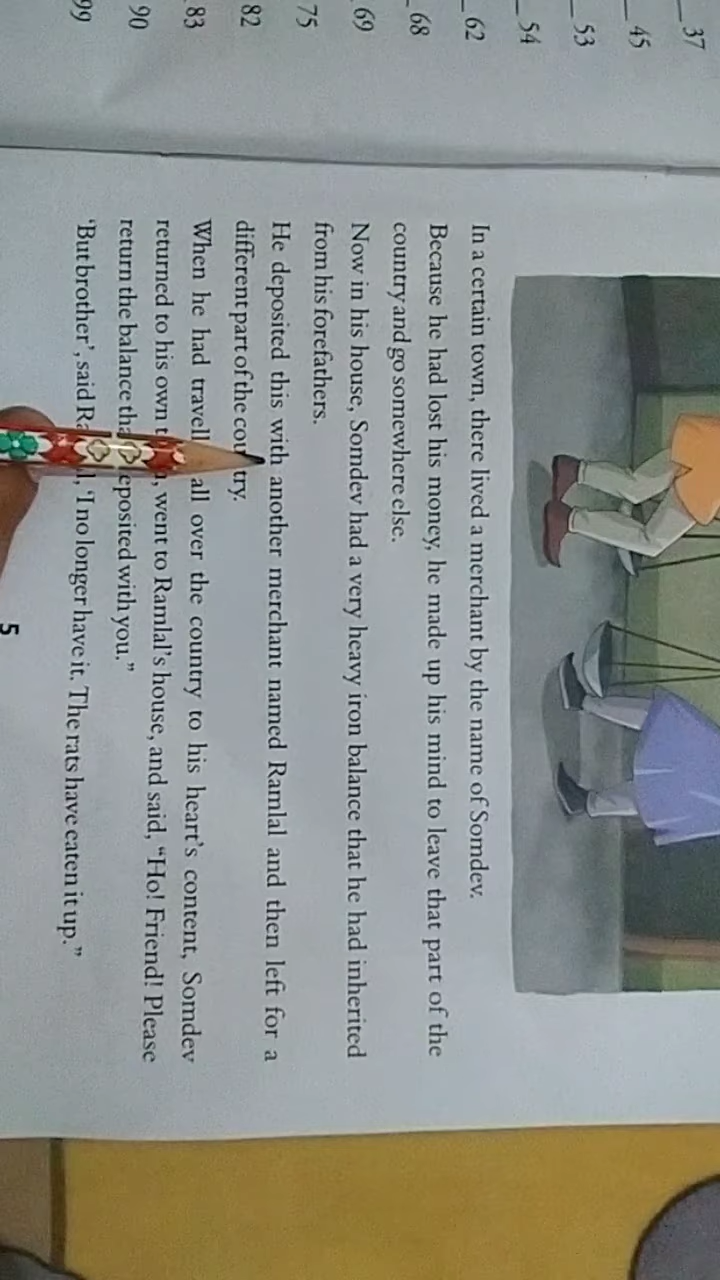 37
45
53
54
62
68
69
75
82
83
90
99
In a certain town, there lived a merchant by the name of Somdev.
Because he had lost his money, he made up his mind to leave that part of the
country and go somewhere else.
Now in his house, Somdev had a very heavy iron balance that he had inherited
from his forefathers.
He deposited this with another merchant named Ramlal and then left for a
different part of the country.
When he had travell all over the country to his heart's content, Somdev
returned to his own went to Ramlal's house, and said, "Ho! Friend! Please
return the balance eposited with you."
'But brother', said 'I no longer have it. The rats have eaten it up."
5